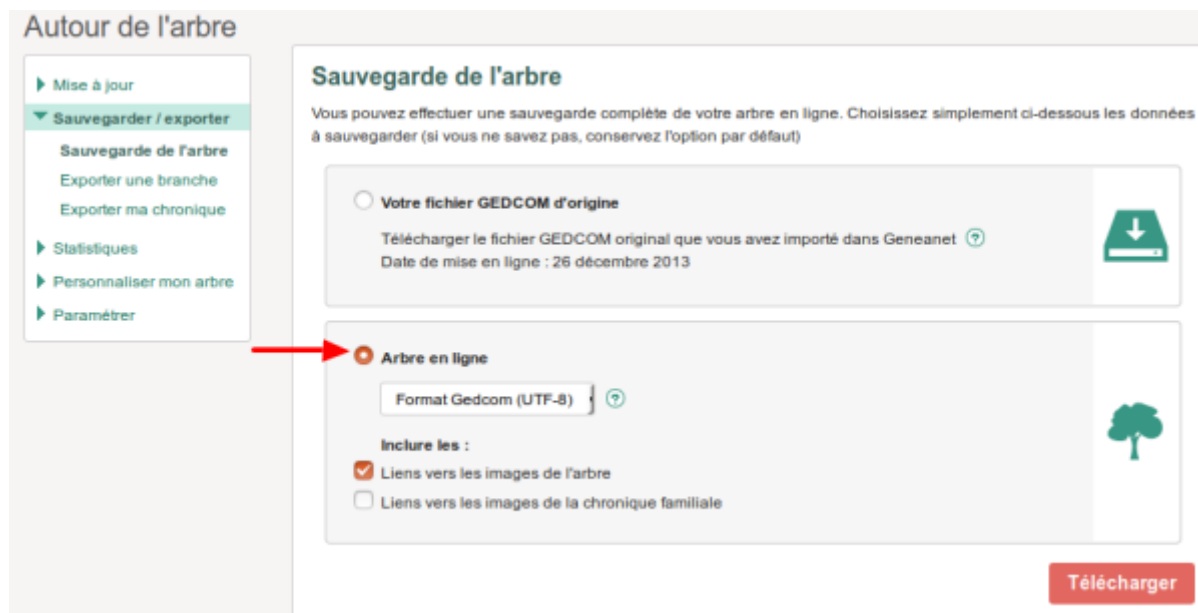 Autour de l'arbre
Mise à jour
Sauvegarder / exporter
Sauvegarde de l'arbre
Exporter une branche
Exporter ma chronique
Statistiques
Personnaliser mon arbre
Paramétrer
Sauvegarde de l'arbre
Vous pouvez effectuer une sauvegarde complète de votre arbre en ligne. Choisissez simplement ci-dessous les données
à sauvegarder (si vous ne savez pas, conservez l'option par défaut)
Votre fichier GEDCOM d'origine
Télécharger le fichier GEDCOM original que vous avez importé dans Geneanet ?
Date de mise en ligne : 26 décembre 2013
Arbre en ligne
Format Gedcom (UTF-8) ?
Inclure les :
Liens vers les images de l'arbre
Liens vers les images de la chronique familiale
Télécharger